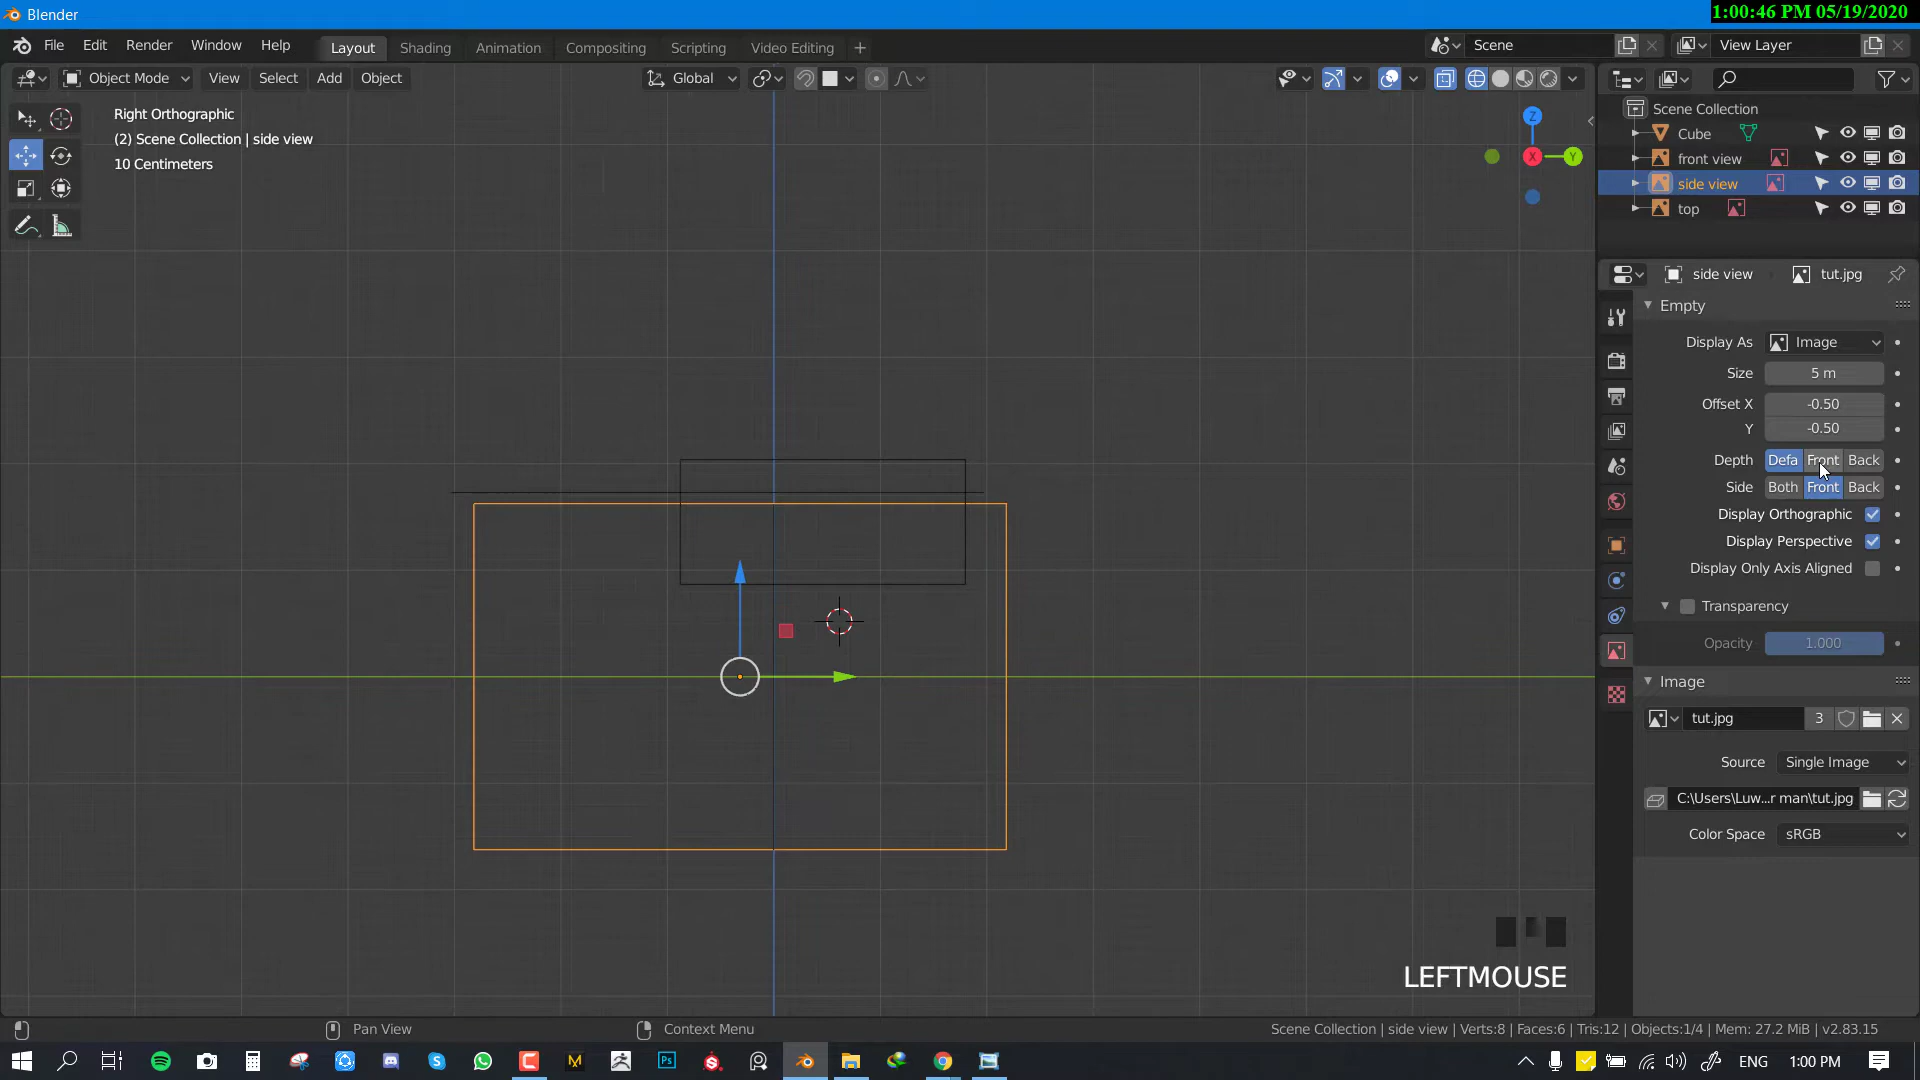 Blender
1:00:46 PM 05/19/2020
File Edit Render Window Help Layout Shading Animation Compositing Scripting Video Editing + Scene View Layer
Object Mode View Select Add Object Global
Right Orthographic
(2) Scene Collection | side view
10 Centimeters
Z
X
Y
Scene Collection
Cube
front view
side view
top
side view tut.jpg
Empty
Display As Image
Size 5 m
Offset X -0.50
Y -0.50
Depth Defa Front Back
Side Both Front Back
Display Orthographic
Display Perspective
Display Only Axis Aligned
Transparency
Opacity 1.000
Image
tut.jpg 3
Source Single Image
C:\Users\Luw...r man\tut.jpg
Color Space sRGB
LEFTMOUSE
Pan View Context Menu Scene Collection | side view | Verts:8 | Faces:6 | Tris:12 | Objects:1/4 | Mem: 27.2 MiB | v2.83.15
ENG 1:00 PM